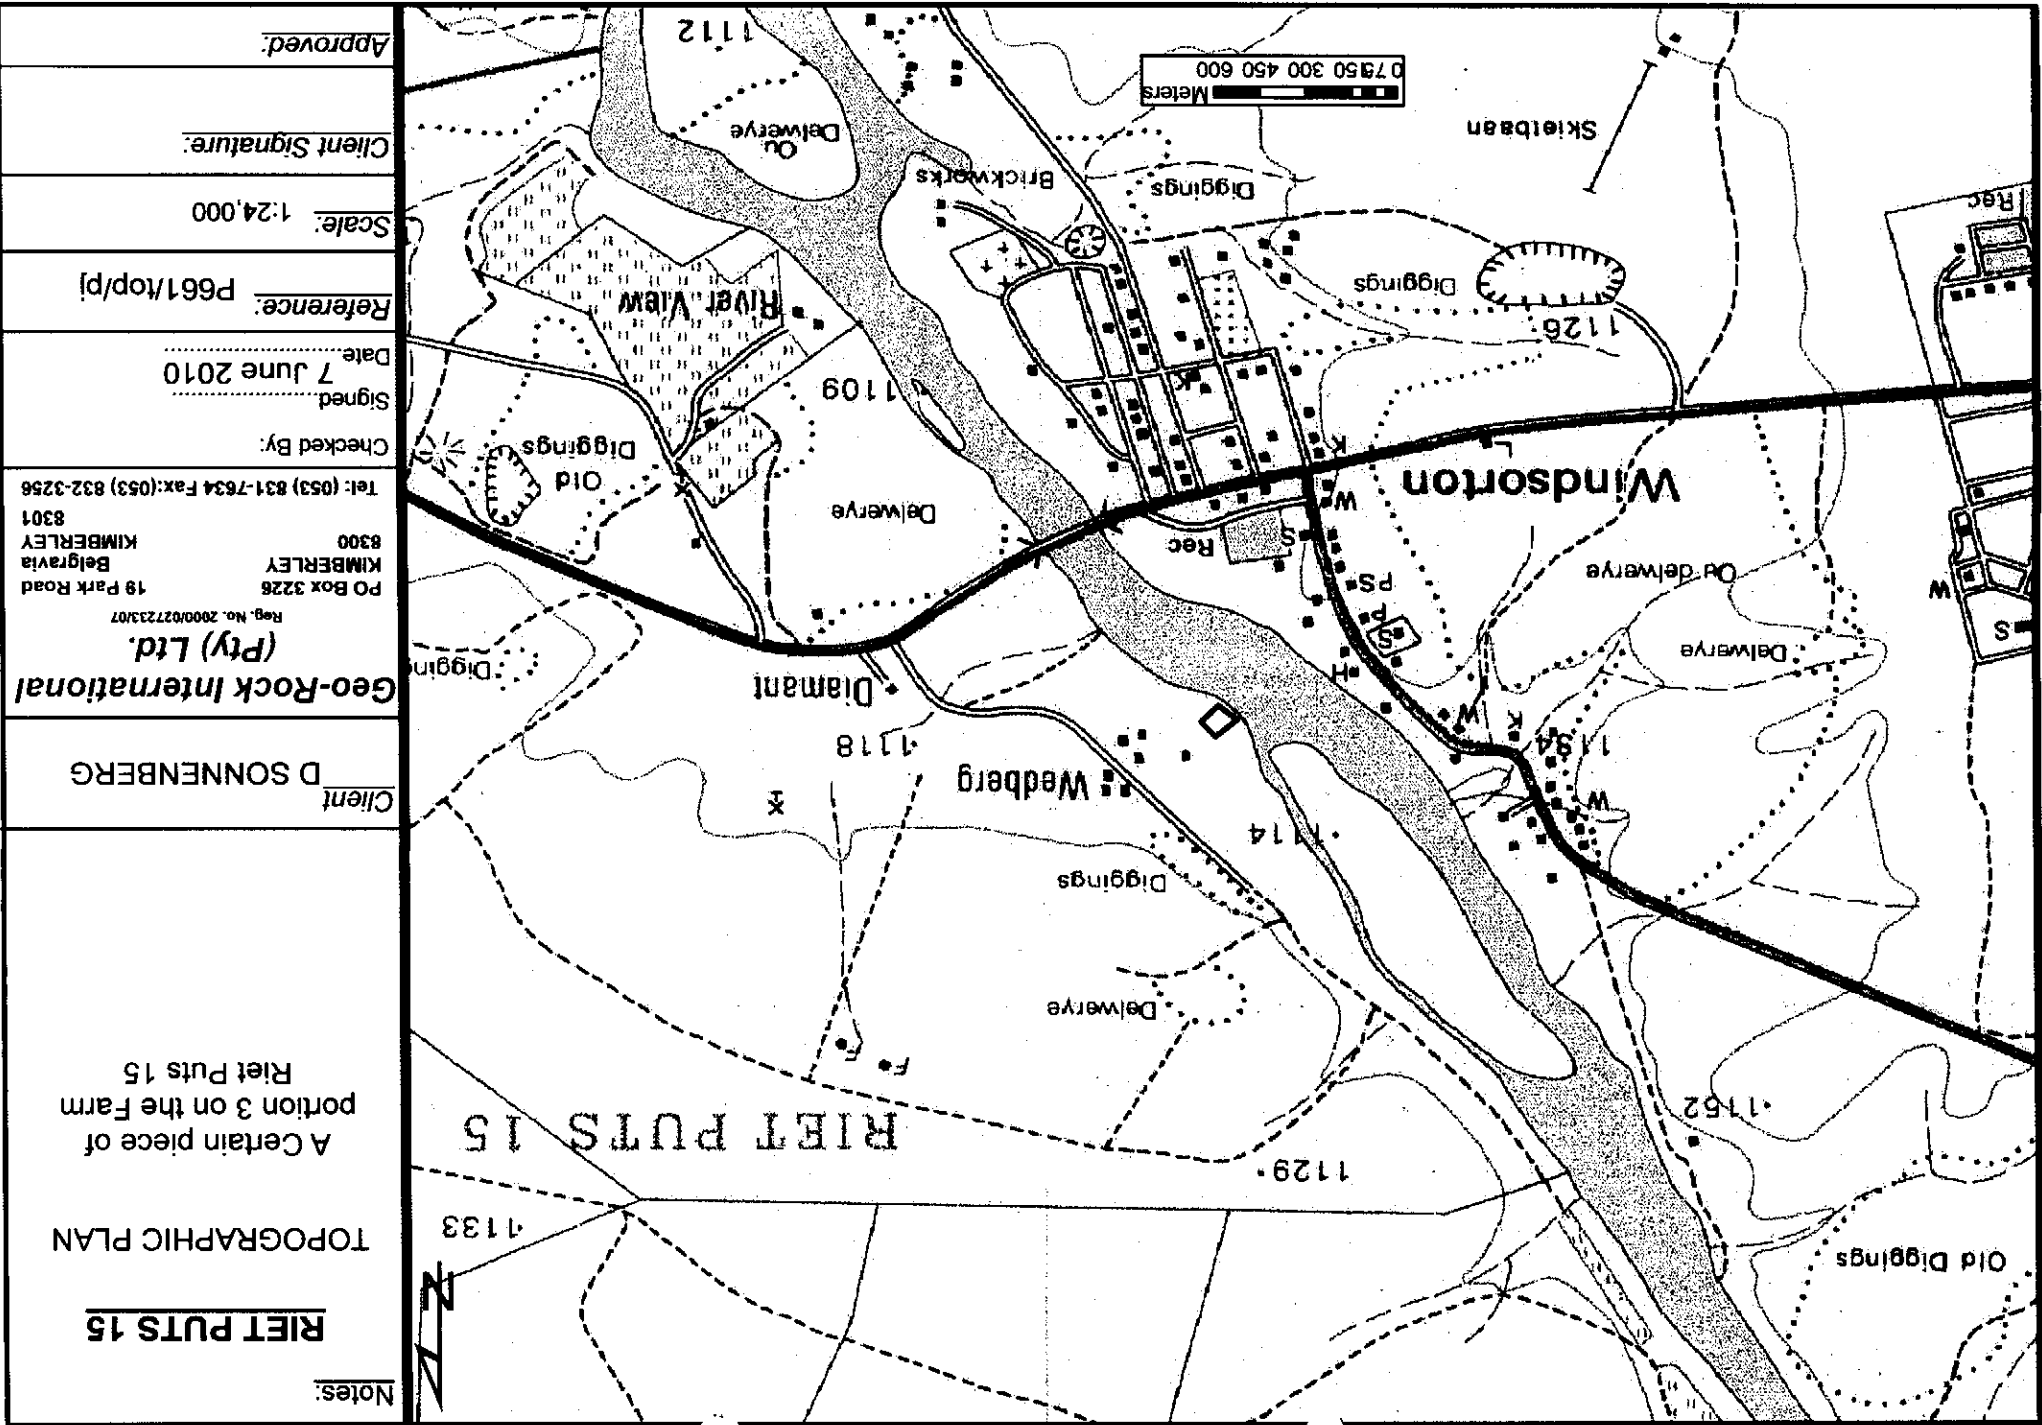 Notes:
RIET PUTS 15
TOPOGRAPHIC PLAN
A Certain piece of
portion 3 on the Farm
Riet Puts 15
Client
D SONNENBERG
Geo-Rock International
(Pty) Ltd.
Reg. No. 2000/027723/07
PO Box 3226
KIMBERLEY
8300
19 Park Road
Belgravia
KIMBERLEY
8301
Tel: (053) 831-7634 Fax:(053) 832-3256
Checked By:
Signed
Date
7 June 2010
Reference:
P661/top/pj
Scale:
1:24,000
Client Signature:
Approved:
N
Old Diggings
1133
1129
1152
RIET PUTS 15
F
F
Delwerye
Diggings
1114
W
Wedberg
1118
1134
K
W
Diamant
H
Diggin
Delwerye
S
S
P
PS
Ou delwerye
W
S
Rec
W
Delwerye
Windsorton
Old
Diggings
L
K
K
1109
1126
River View
Diggings
Rec
Diggings
Brickworks
Skietbaan
Ou
Delwerye
Meters
300 450 600
1112